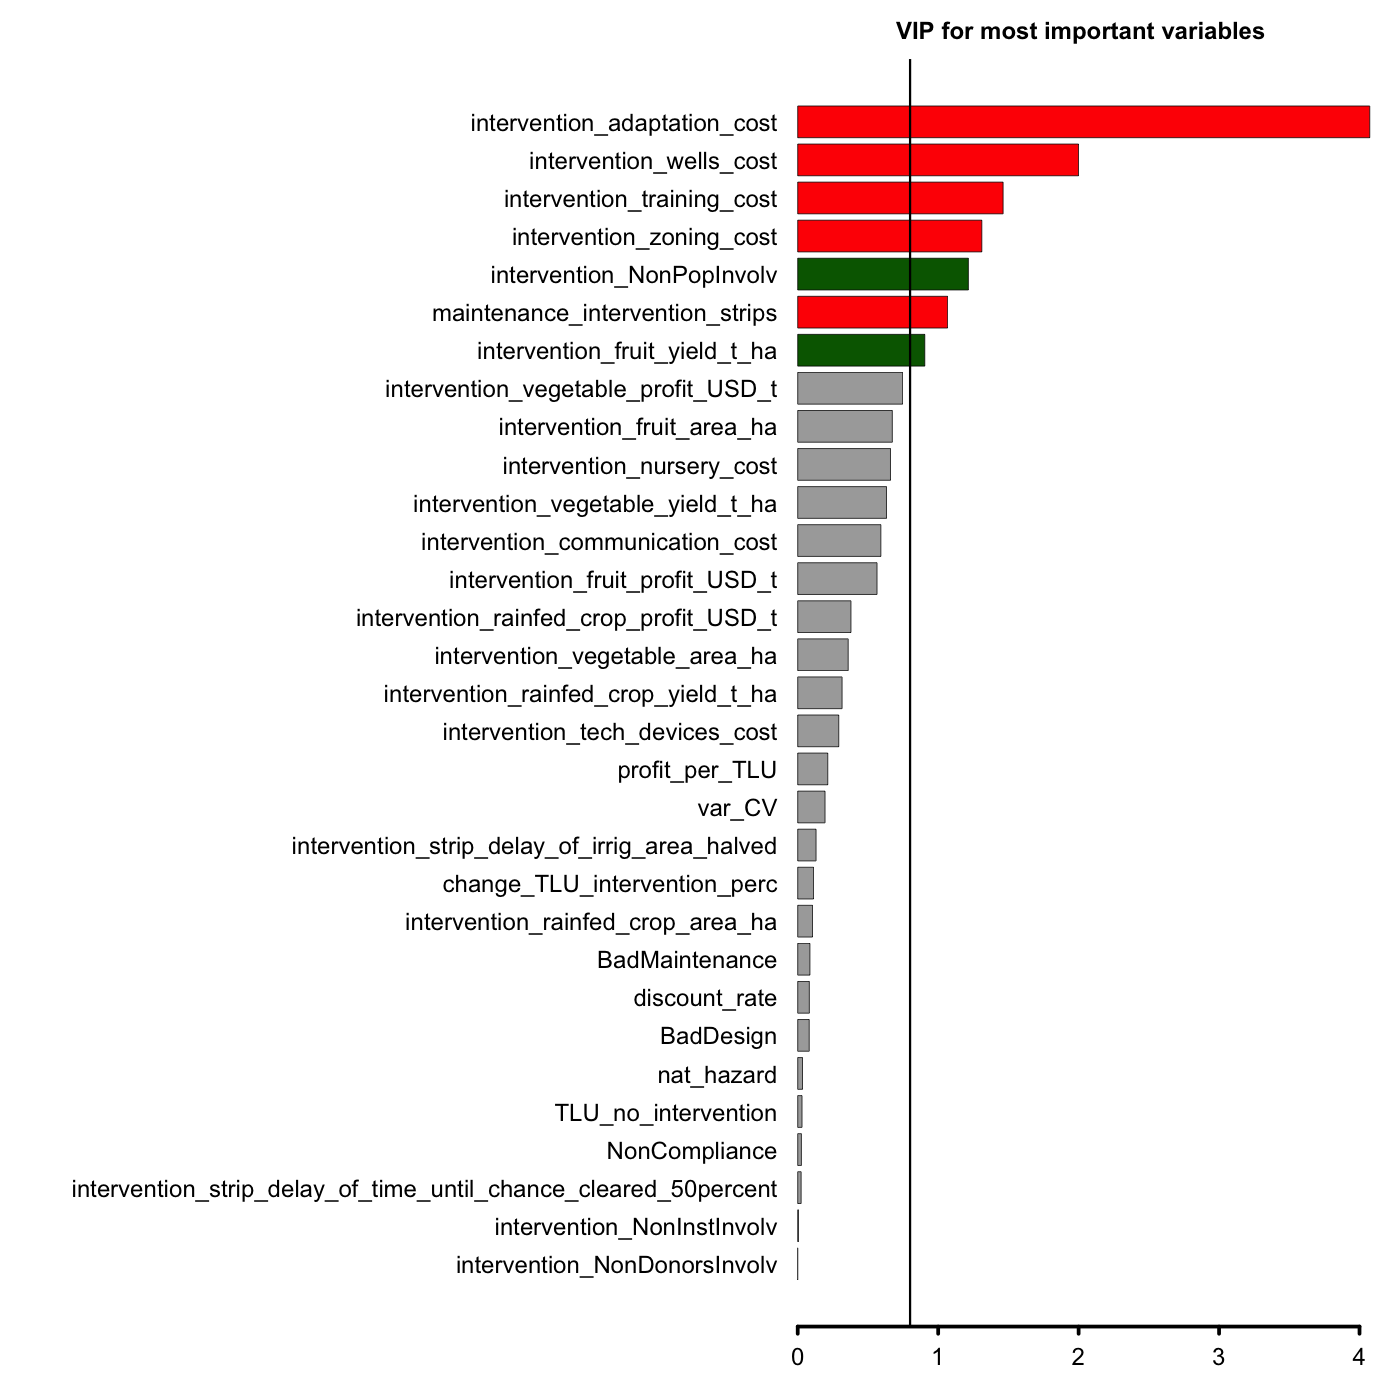 VIP for most important variables
intervention_adaptation_cost
intervention_wells_cost
intervention_training_cost
intervention_zoning_cost
intervention_NonPopInvolv
maintenance_intervention_strips
intervention_fruit_yield_t_ha
intervention_vegetable_profit_USD_t
intervention_fruit_area_ha
intervention_nursery_cost
intervention_vegetable_yield_t_ha
intervention_communication_cost
intervention_fruit_profit_USD_t
intervention_rainfed_crop_profit_USD_t
intervention_vegetable_area_ha
intervention_rainfed_crop_yield_t_ha
intervention_tech_devices_cost
profit_per_TLU
var_CV
intervention_strip_delay_of_irrig_area_halved
change_TLU_intervention_perc
intervention_rainfed_crop_area_ha
BadMaintenance
discount_rate
BadDesign
nat_hazard
TLU_no_intervention
NonCompliance
intervention_strip_delay_of_time_until_chance_cleared_50percent
intervention_NonInstInvolv
intervention_NonDonorsInvolv
0 1 2 3 4